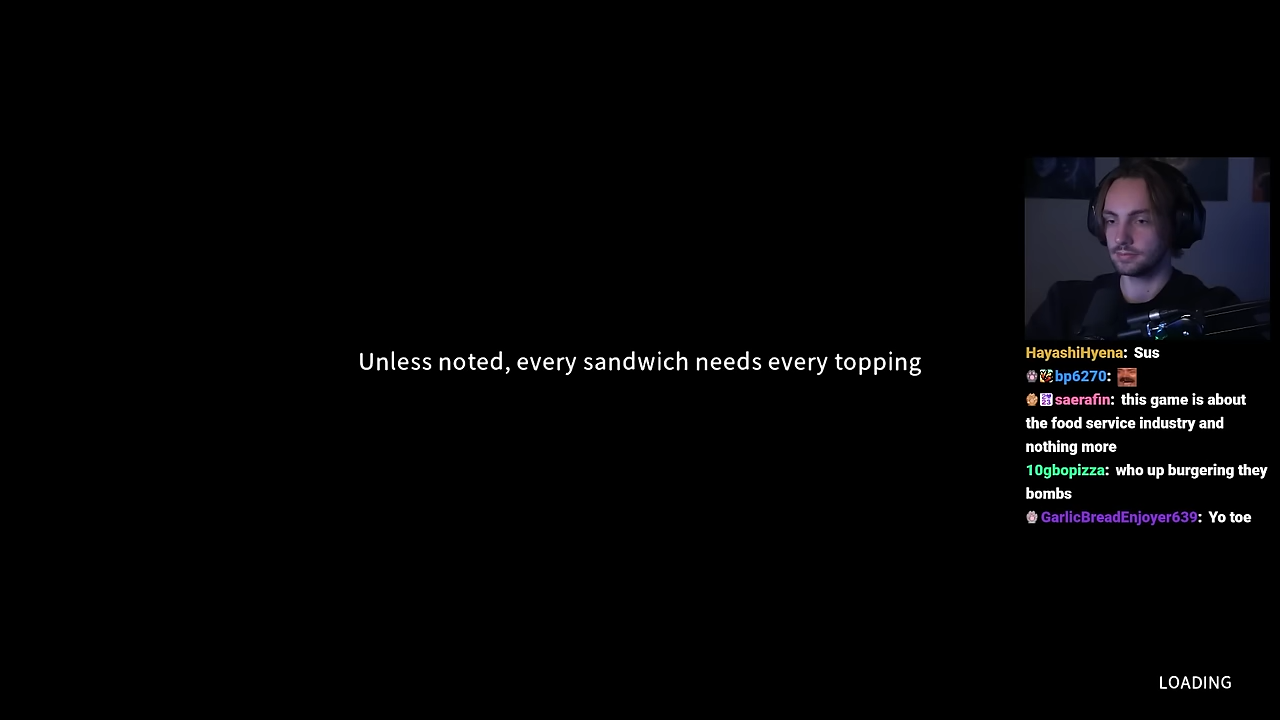 Unless noted, every sandwich needs every topping
HayashiHyena: Sus
bp6270:
saerafin: this game is about
the food service industry and
nothing more
10gbopizza: who up burgering they
bombs
GarlicBreadEnjoyer639: Yo toe
LOADING